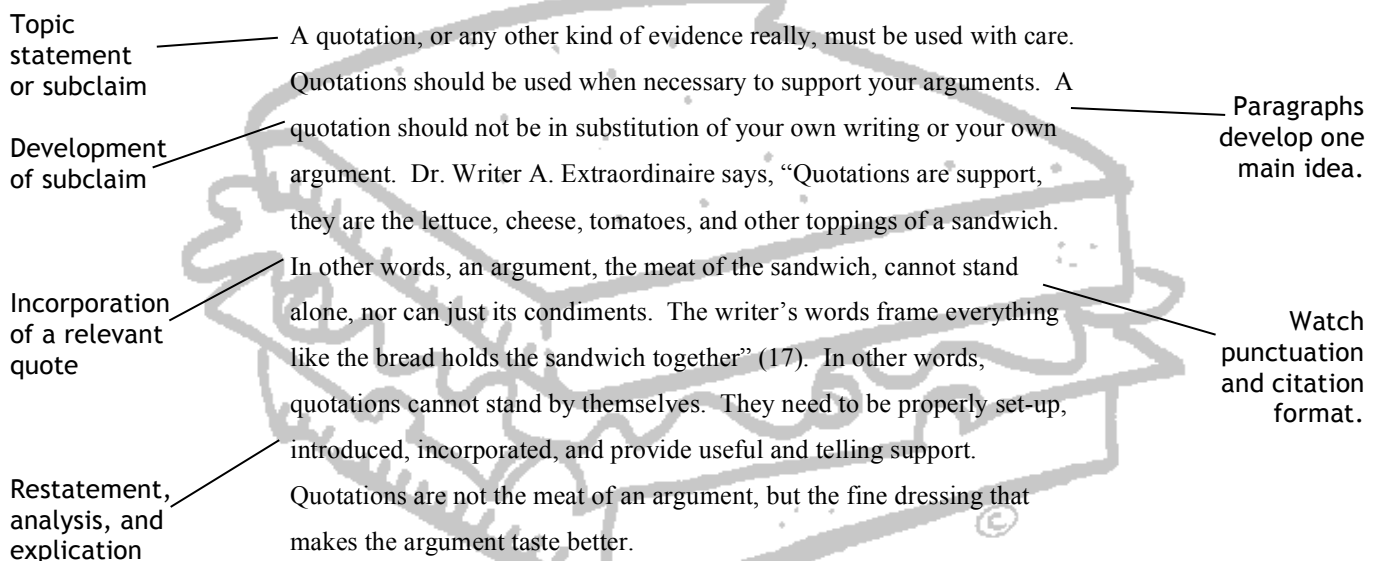 Topic
statement
or subclaim
Development
of subclaim
Incorporation
of a relevant
quote
Restatement,
analysis, and
explication
A quotation, or any other kind of evidence really, must be used with care.
Quotations should be used when necessary to support your arguments.  A
quotation should not be in substitution of your own writing or your own
argument.  Dr. Writer A. Extraordinaire says, “Quotations are support,
they are the lettuce, cheese, tomatoes, and other toppings of a sandwich.
In other words, an argument, the meat of the sandwich, cannot stand
alone, nor can just its condiments.  The writer’s words frame everything
like the bread holds the sandwich together” (17).  In other words,
quotations cannot stand by themselves.  They need to be properly set-up,
introduced, incorporated, and provide useful and telling support.
Quotations are not the meat of an argument, but the fine dressing that
makes the argument taste better.
©
Paragraphs
develop one
main idea.
Watch
punctuation
and citation
format.